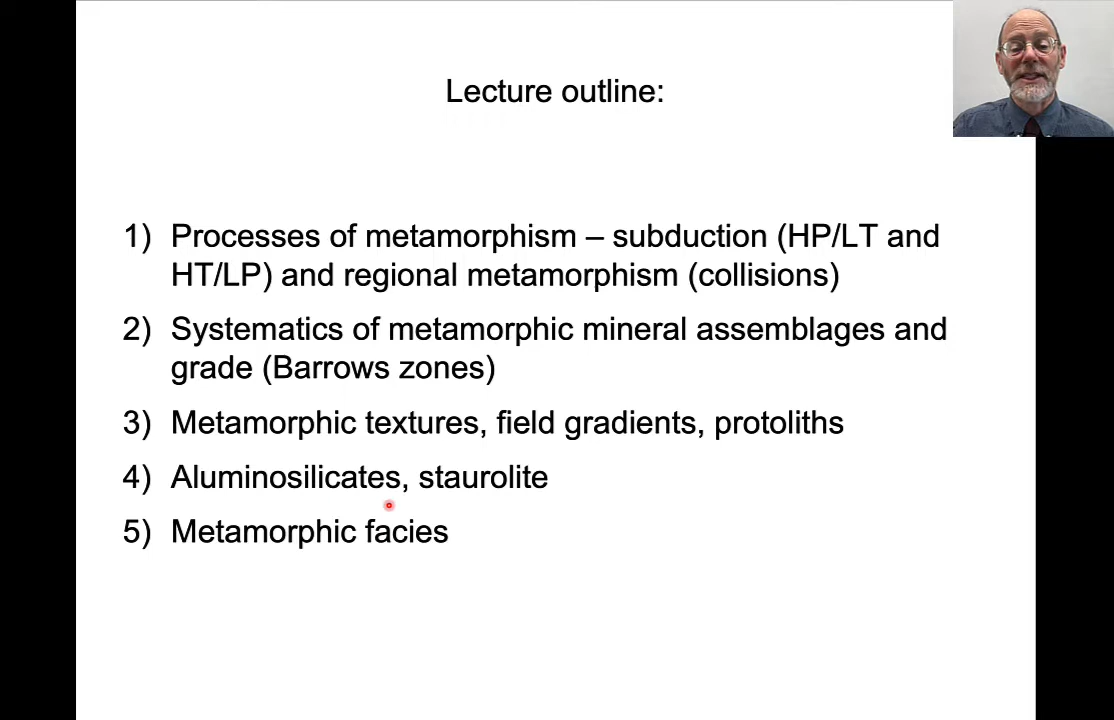 Lecture outline:
1) Processes of metamorphism – subduction (HP/LT and
HT/LP) and regional metamorphism (collisions)
2) Systematics of metamorphic mineral assemblages and
grade (Barrows zones)
3) Metamorphic textures, field gradients, protoliths
4) Aluminosilicates, staurolite
5) Metamorphic facies